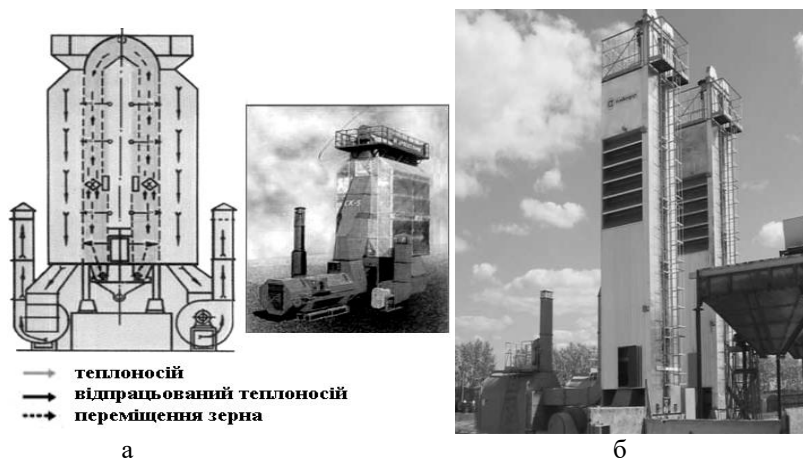 теплоносій
відпрацьований теплоносій
переміщення зерна
а
б